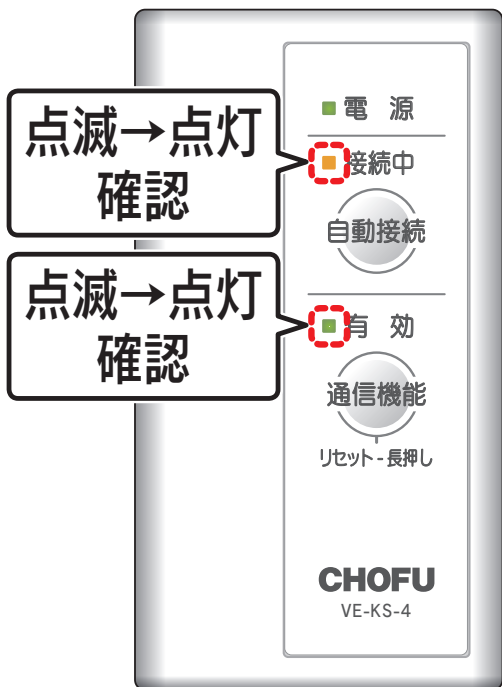 電 源
点滅→点灯
確認
接続中
自動接続
点滅→点灯
確認
有 効
通信機能
リセット - 長押し
CHOFU
VE-KS-4